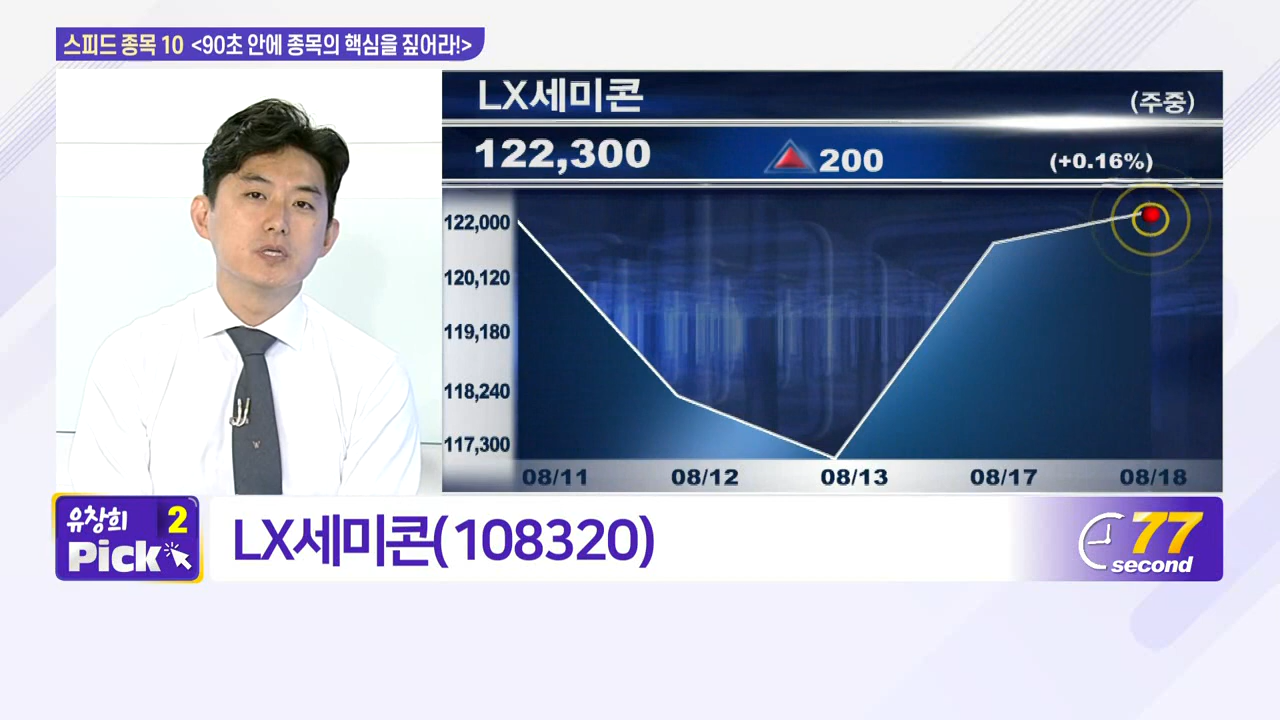 스피드 종목 10 <90초 안에 종목의 핵심을 짚어라!>
LX세미콘
(주중)
122,300 200 (+0.16%)
122,000
120,120
119,180
118,240
117,300
08/11 08/12 08/13 08/17 08/18
유창희 2
Pick
LX세미콘(108320)
77
second